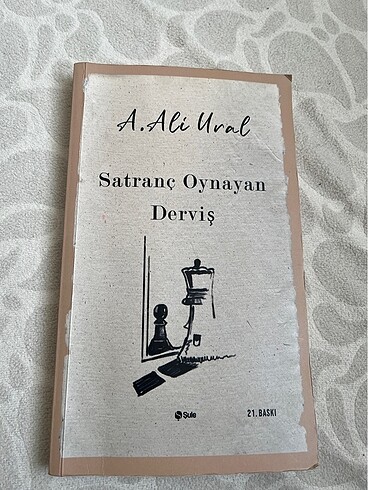 A. Ali Ural
Satranç Oynayan
Derviş
Şule
21. BASKI